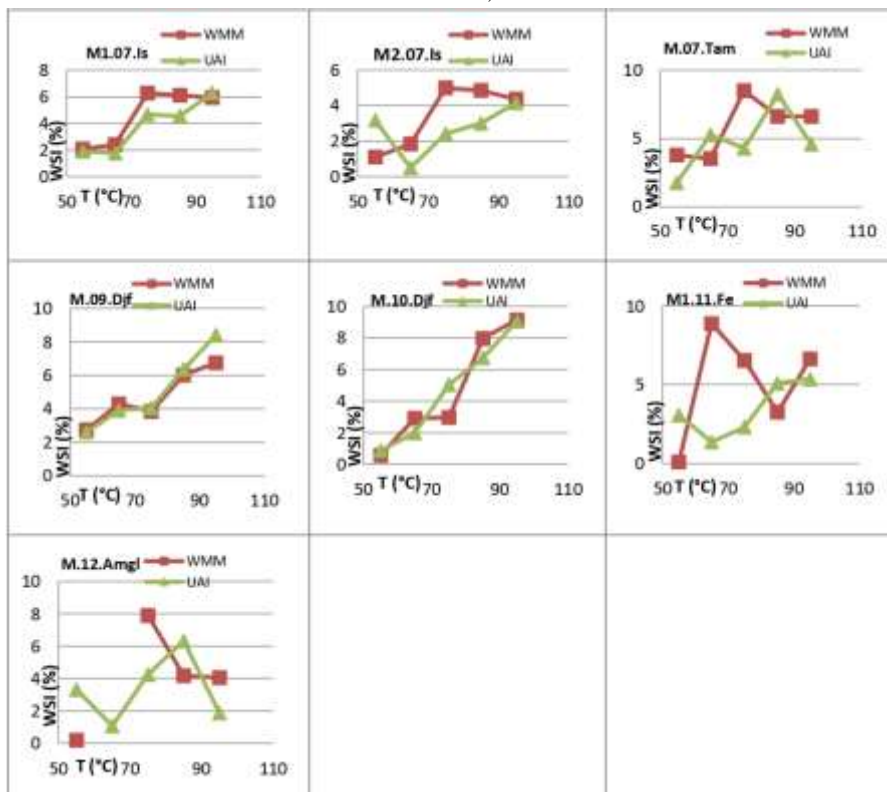 WMM
M1.07.Is
UAI
8
6
4
2
0
WSI (%)
50 T (°C) 70 90 110
WMM
M2.07.Is
UAI
6
4
2
0
WSI (%)
50 T (°C) 70 90 110
WMM
M.07.Tam
UAI
10
5
0
WSI (%)
50 T (°C) 70 90 110
WMM
M.09.Djf
UAI
10
8
6
4
2
0
WSI (%)
50 T (°C) 70 90 110
WMM
M.10.Djf
UAI
10
8
6
4
2
0
WSI (%)
50 T (°C) 70 90 110
WMM
M1.11.Fe
UAI
10
5
0
WSI (%)
50 T (°C) 70 90 110
WMM
M.12.Amgl
UAI
10
8
6
4
2
0
WSI (%)
50 T (°C) 70 90 110